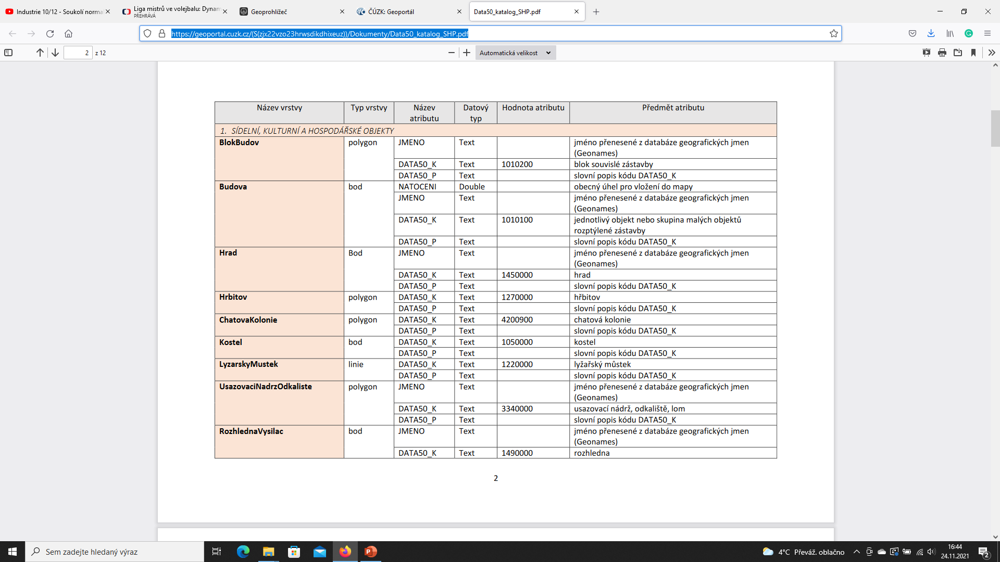 Industrie 10/12 - Soukolí normal
Liga mistrů ve volejbalu: Dynam
PŘEHRÁVÁ
Geoprohlížeč
ČÚZK: Geoportál
Data50_katalog_SHP.pdf
https://geoportal.cuzk.cz/(S(zjx22vzo23hrwsdikdhixeuz))/Dokumenty/Data50_katalog_SHP.pdf
2 z 12 Automatická velikost
Název vrstvy Typ vrstvy Název atributu Datový typ Hodnota atributu Předmět atributu
1. SÍDELNÍ, KULTURNÍ A HOSPODÁŘSKÉ OBJEKTY
BlokBudov polygon JMENO Text jméno přenesené z databáze geografických jmen
(Geonames)
DATA50_K Text 1010200 blok souvislé zástavby
DATA50_P Text slovní popis kódu DATA50_K
Budova bod NATOCENI Double obecný úhel pro vložení do mapy
JMENO Text jméno přenesené z databáze geografických jmen
(Geonames)
DATA50_K Text 1010100 jednotlivý objekt nebo skupina malých objektů
rozptýlené zástavby
DATA50_P Text slovní popis kódu DATA50_K
Hrad Bod JMENO Text jméno přenesené z databáze geografických jmen
(Geonames)
DATA50_K Text 1450000 hrad
DATA50_P Text slovní popis kódu DATA50_K
Hrbitov polygon DATA50_K Text 1270000 hřbitov
DATA50_P Text slovní popis kódu DATA50_K
ChatovaKolonie polygon DATA50_K Text 4200900 chatová kolonie
DATA50_P Text slovní popis kódu DATA50_K
Kostel bod DATA50_K Text 1050000 kostel
DATA50_P Text slovní popis kódu DATA50_K
LyzarskyMustek linie DATA50_K Text 1220000 lyžařský můstek
DATA50_P Text slovní popis kódu DATA50_K
UsazovaciNadrzOdkaliste polygon JMENO Text jméno přenesené z databáze geografických jmen
(Geonames)
DATA50_K Text 3340000 usazovací nádrž, odkaliště, lom
DATA50_P Text slovní popis kódu DATA50_K
RozhlednaVysilac bod JMENO Text jméno přenesené z databáze geografických jmen
(Geonames)
DATA50_K Text 1490000 rozhledna
2
Sem zadejte hledaný výraz
4°C Převáž. oblačno
16:44
24.11.2021
2